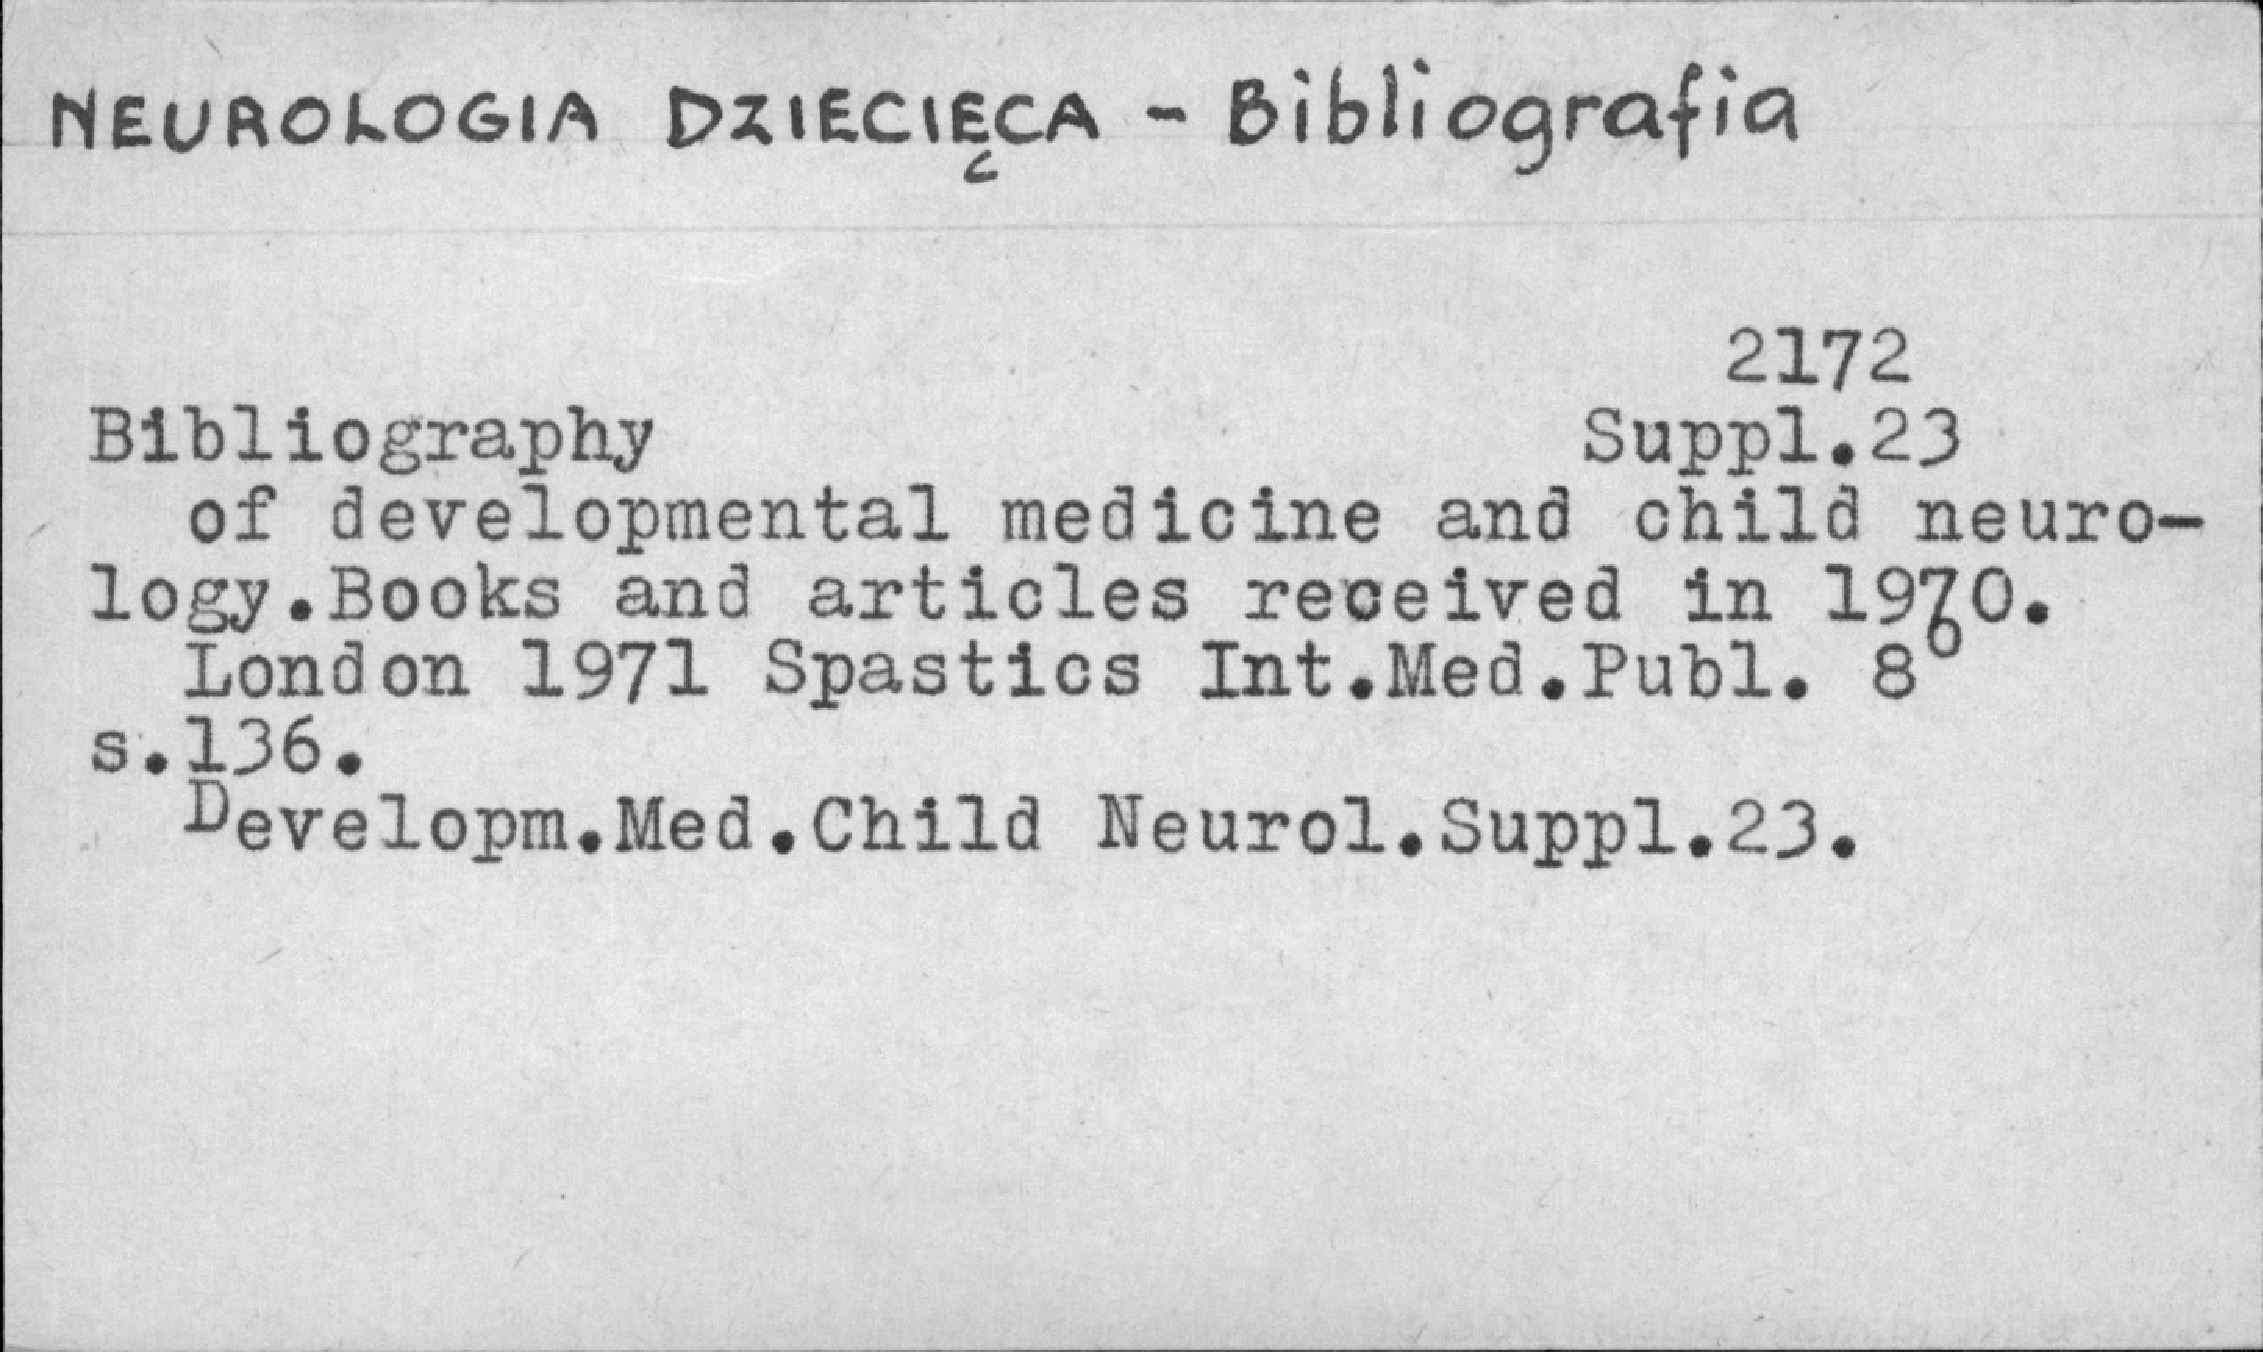 NEUROLOGIA DZIECIĘCA - Bibliografia
2172
Bibliography Suppl.23
of developmental medicine and child neuro-
logy.Books and articles received in 1970.
London 1971 Spastics Int.Med.Publ. 8°
s.136.
Developm.Med.Child Neurol.Suppl.23.